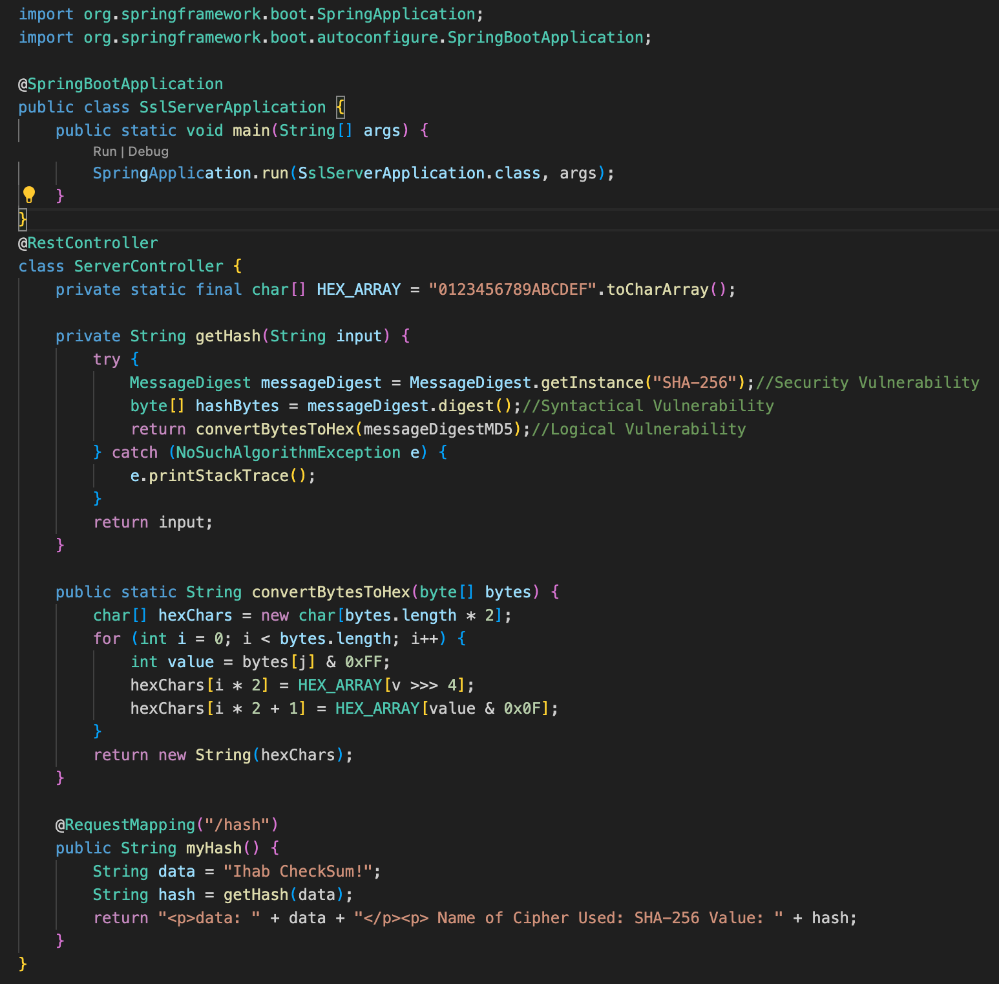 import org.springframework.boot.SpringApplication;
import org.springframework.boot.autoconfigure.SpringBootApplication;

@SpringBootApplication
public class SslServerApplication {
    public static void main(String[] args) {
        Run | Debug
        SpringApplication.run(SslServerApplication.class, args);
    }
}
@RestController
class ServerController {
    private static final char[] HEX_ARRAY = "0123456789ABCDEF".toCharArray();

    private String getHash(String input) {
        try {
            MessageDigest messageDigest = MessageDigest.getInstance("SHA-256");//Security Vulnerability
            byte[] hashBytes = messageDigest.digest();//Syntactical Vulnerability
            return convertBytesToHex(messageDigestMD5);//Logical Vulnerability
        } catch (NoSuchAlgorithmException e) {
            e.printStackTrace();
        }
        return input;
    }

    public static String convertBytesToHex(byte[] bytes) {
        char[] hexChars = new char[bytes.length * 2];
        for (int i = 0; i < bytes.length; i++) {
            int value = bytes[j] & 0xFF;
            hexChars[i * 2] = HEX_ARRAY[v >>> 4];
            hexChars[i * 2 + 1] = HEX_ARRAY[value & 0x0F];
        }
        return new String(hexChars);
    }

    @RequestMapping("/hash")
    public String myHash() {
        String data = "Ihab CheckSum!";
        String hash = getHash(data);
        return "<p>data: " + data + "</p><p> Name of Cipher Used: SHA-256 Value: " + hash;
    }
}